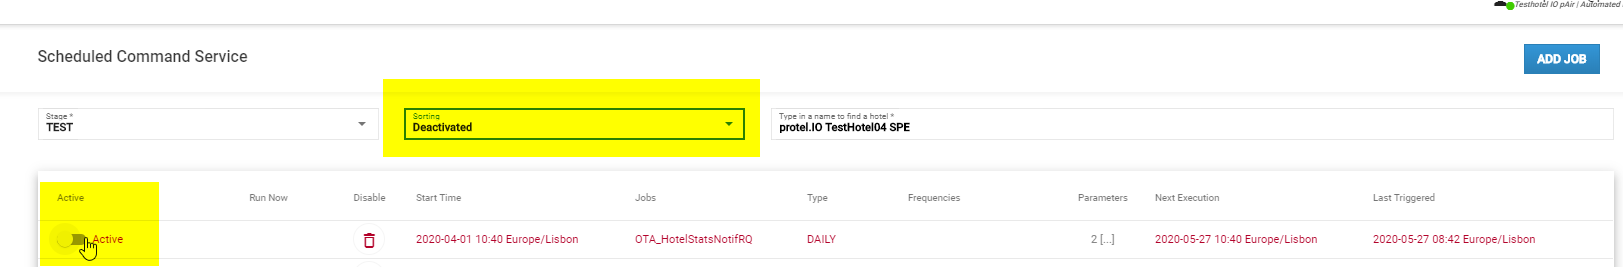 Testhotel IO pAir | Automated
Scheduled Command Service
ADD JOB
Stage *
TEST
Sorting
Deactivated
Type in a name to find a hotel *
protel.IO TestHotel04 SPE
Active Run Now Disable Start Time Jobs Type Frequencies Parameters Next Execution Last Triggered
Active 2020-04-01 10:40 Europe/Lisbon OTA_HotelStatsNotifRQ DAILY 2 [...] 2020-05-27 10:40 Europe/Lisbon 2020-05-27 08:42 Europe/Lisbon